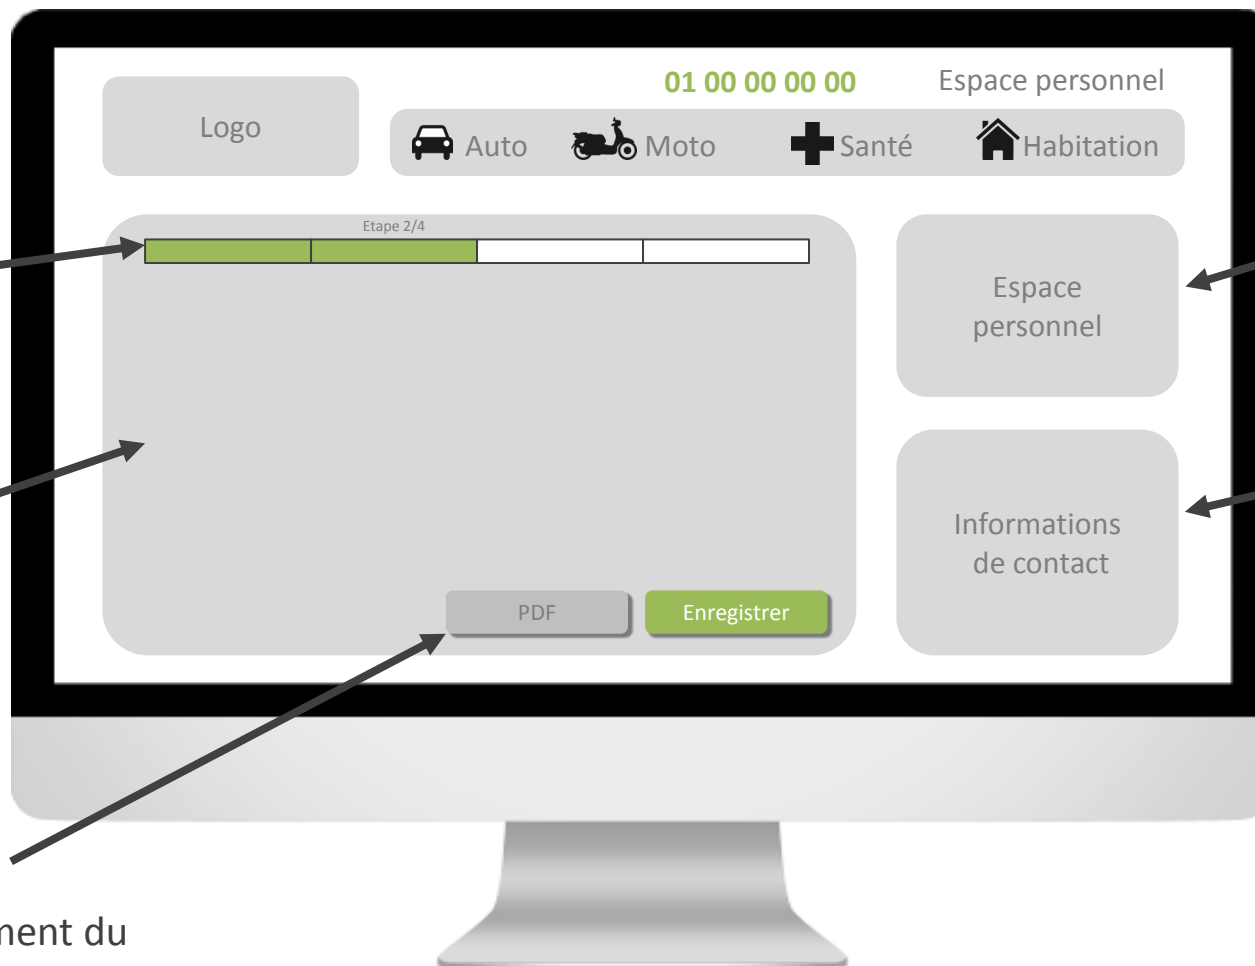 01 00 00 00 00 Espace personnel
Logo
Auto Moto Santé Habitation
Etape 2/4
Espace
personnel
Informations
de contact
PDF Enregistrer
du